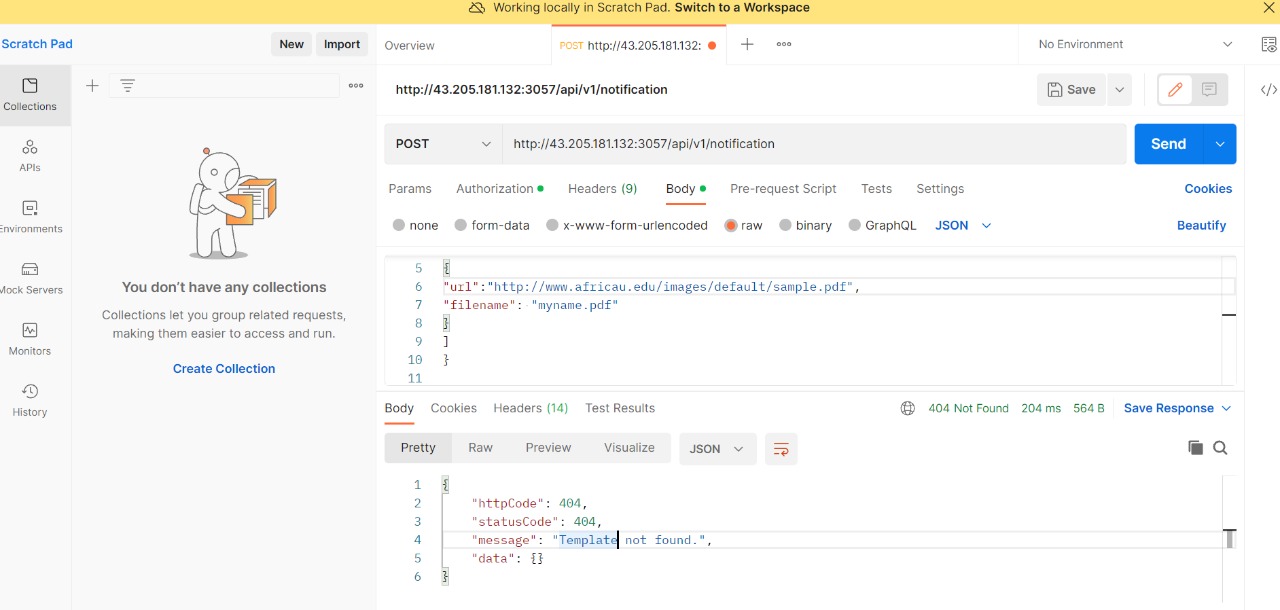 Working locally in Scratch Pad. Switch to a Workspace
Scratch Pad
New
Import
Overview
POST http://43.205.181.132:
No Environment
Collections
APIs
Environments
Mock Servers
Monitors
History
You don't have any collections
Collections let you group related requests,
making them easier to access and run.
Create Collection
http://43.205.181.132:3057/api/v1/notification
Save
POST
http://43.205.181.132:3057/api/v1/notification
Send
Params Authorization Headers (9) Body Pre-request Script Tests Settings Cookies
none form-data x-www-form-urlencoded raw binary GraphQL JSON Beautify
5 {
6 "url":"http://www.africau.edu/images/default/sample.pdf",
7 "filename": "myname.pdf"
8 }
9 ]
10 }
11
Body Cookies Headers (14) Test Results 404 Not Found 204 ms 564 B Save Response
Pretty Raw Preview Visualize JSON
1 {
2 "httpCode": 404,
3 "statusCode": 404,
4 "message": "Template not found.",
5 "data": {}
6 }